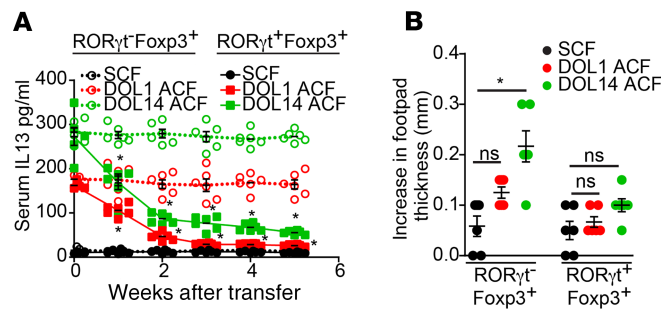 A
RORγt⁻Foxp3⁺ RORγt⁺Foxp3⁺
SCF SCF
DOL1 ACF DOL1 ACF
DOL14 ACF DOL14 ACF
Serum IL13 pg/ml
400
300
200
100
0
* * * * * * * *
0 2 4 6
Weeks after transfer
B
SCF
DOL1 ACF
DOL14 ACF
Increase in footpad
thickness (mm)
0.4
0.3
0.2
0.1
0.0
*
ns
ns
ns
RORγt⁻ RORγt⁺
Foxp3⁺ Foxp3⁺